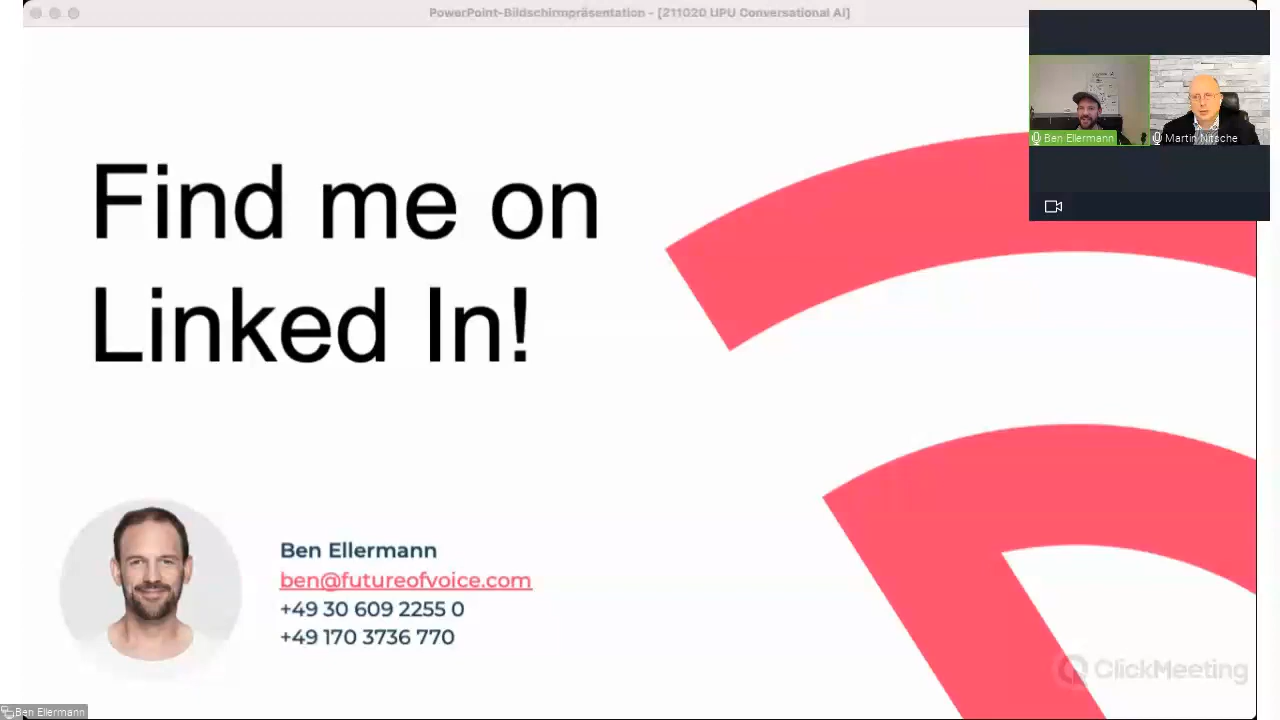 PowerPoint-Bildschirmpräsentation - [211020 UPU Conversational AI]
Ben Ellermann
Martin Nitsche
Find me on
Linked In!
Ben Ellermann
ben@futureofvoice.com
+49 30 609 2255 0
+49 170 3736 770
ClickMeeting
Ben Ellermann